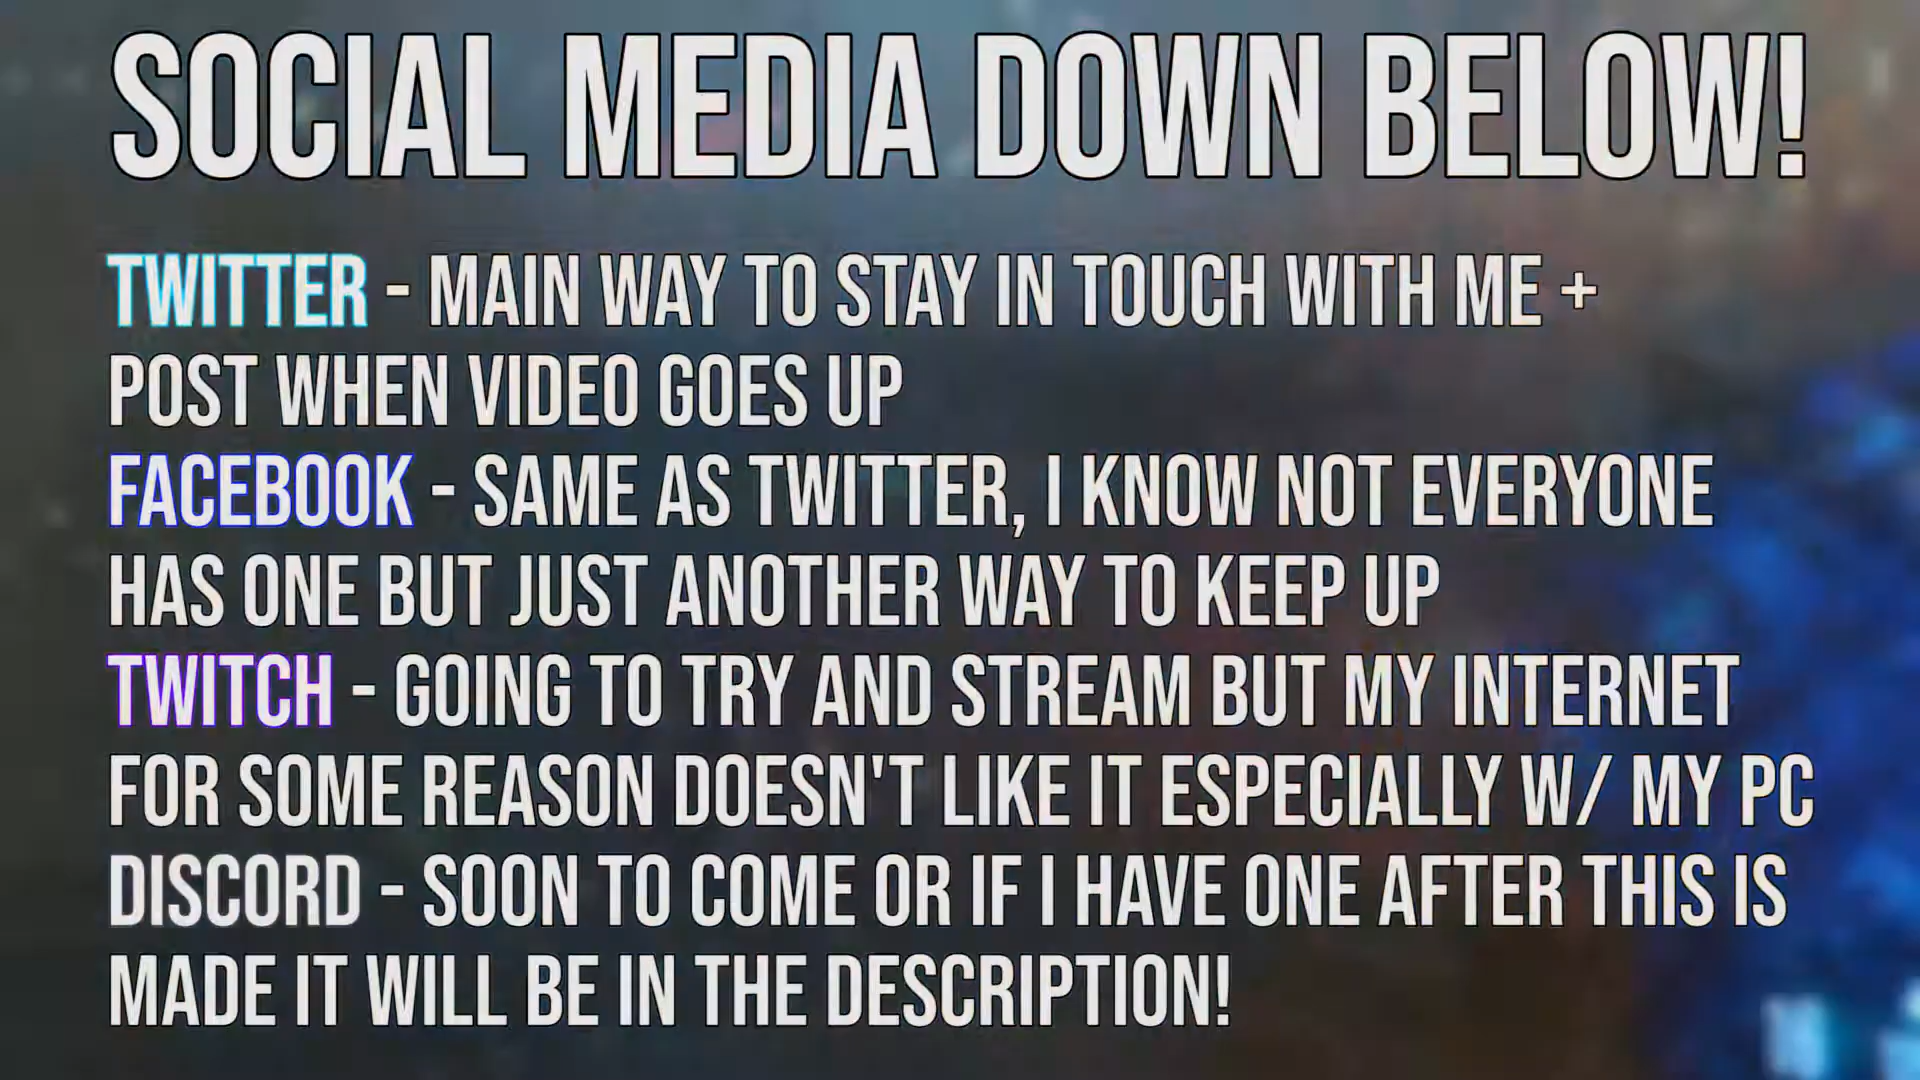 SOCIAL MEDIA DOWN BELOW!
TWITTER - MAIN WAY TO STAY IN TOUCH WITH ME +
POST WHEN VIDEO GOES UP
FACEBOOK - SAME AS TWITTER, I KNOW NOT EVERYONE
HAS ONE BUT JUST ANOTHER WAY TO KEEP UP
TWITCH - GOING TO TRY AND STREAM BUT MY INTERNET
FOR SOME REASON DOESN'T LIKE IT ESPECIALLY W/ MY PC
DISCORD - SOON TO COME OR IF I HAVE ONE AFTER THIS IS
MADE IT WILL BE IN THE DESCRIPTION!